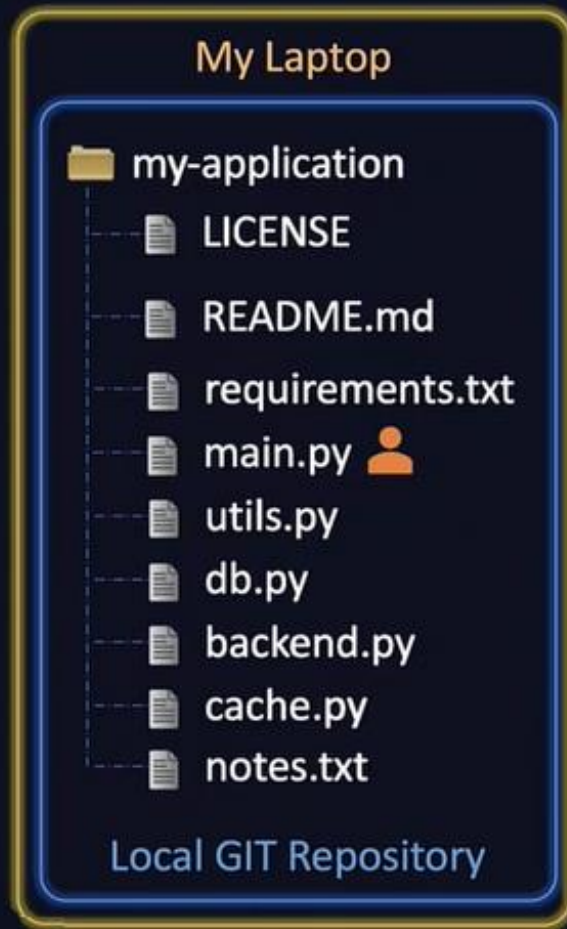 My Laptop
my-application
LICENSE
README.md
requirements.txt
main.py
utils.py
db.py
backend.py
cache.py
notes.txt
Local GIT Repository